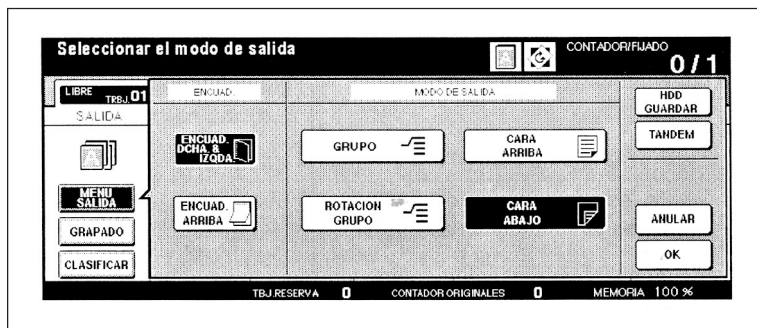 Seleccionar el modo de salida
CONTADOR/FIJADO
0 / 1
LIBRE TRBJ. 01
SALIDA
MENU
SALIDA
GRAPADO
CLASIFICAR
ENCUAD.
ENCUAD.
DCHA. &
IZQDA.
ENCUAD.
ARRIBA
MODO DE SALIDA
GRUPO
CARA
ARRIBA
ROTACION
GRUPO
CARA
ABAJO
HDD
GUARDAR
TANDEM
ANULAR
OK
TBJ.RESERVA 0 CONTADOR ORIGINALES 0 MEMORIA 100 %